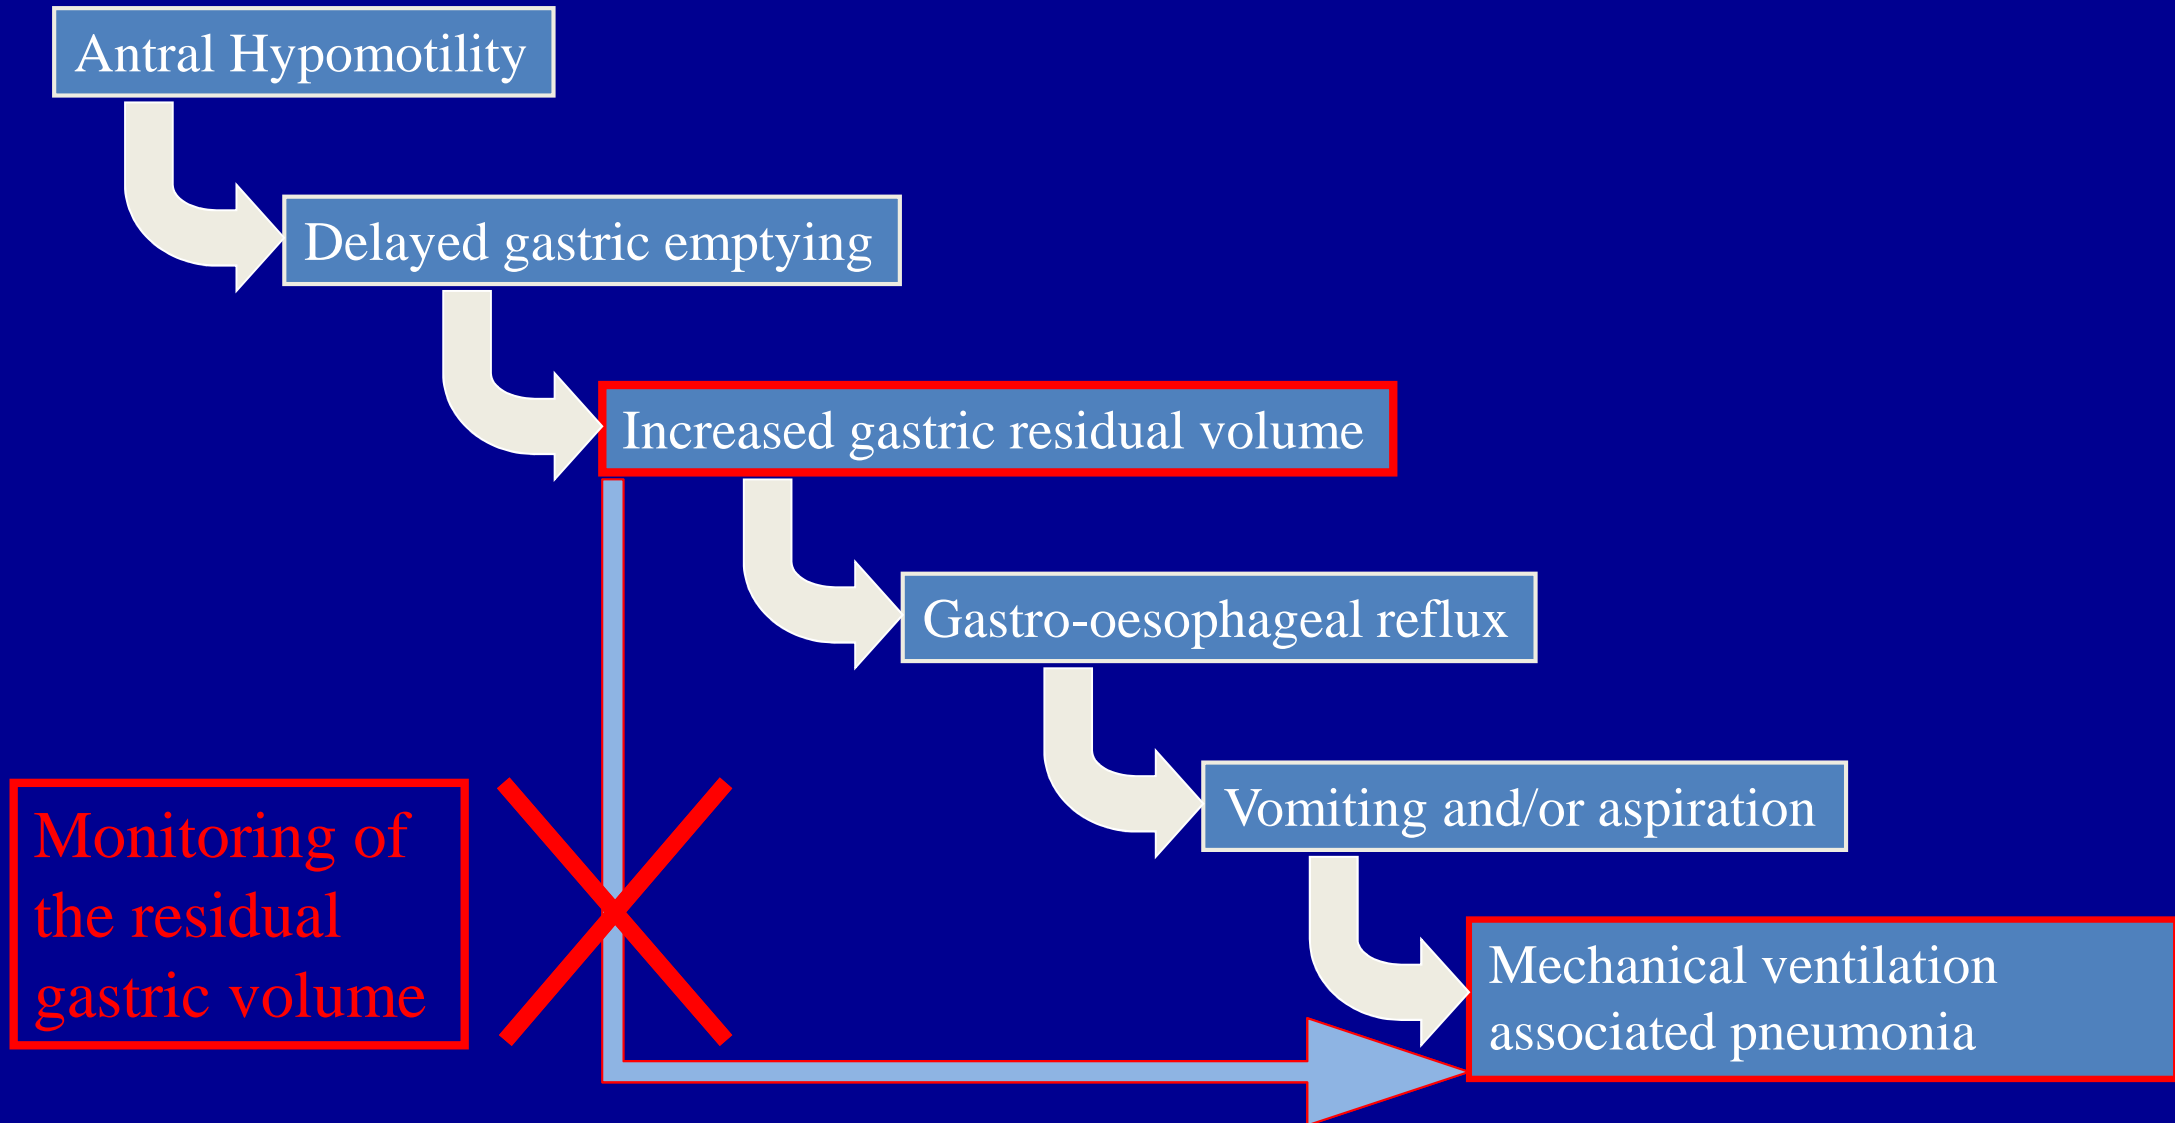 Antral Hypomotility
Delayed gastric emptying
Increased gastric residual volume
Gastro-oesophageal reflux
Vomiting and/or aspiration
Monitoring of
the residual
gastric volume
Mechanical ventilation
associated pneumonia